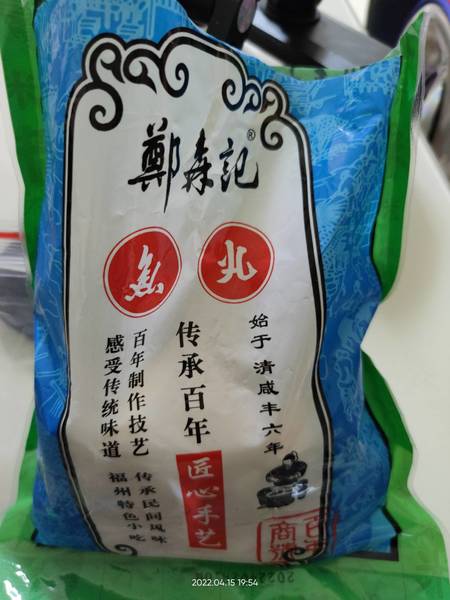 鄭森記®
魚丸
始于 清咸丰六年
传承百年
匠心手艺
百年制作技艺
感受传统味道
传承民间风味
福州特色小吃
2022.04.15 19:54